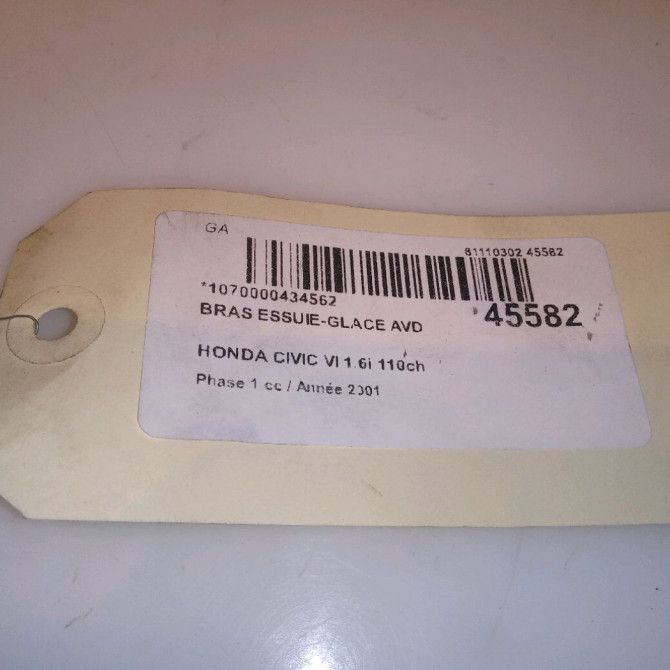 GA
81110302 45582
*1070000434562
BRAS ESSUIE-GLACE AVD
45582
HONDA CIVIC VI 1.6i 110ch
Phase 1 cc / Année 2001